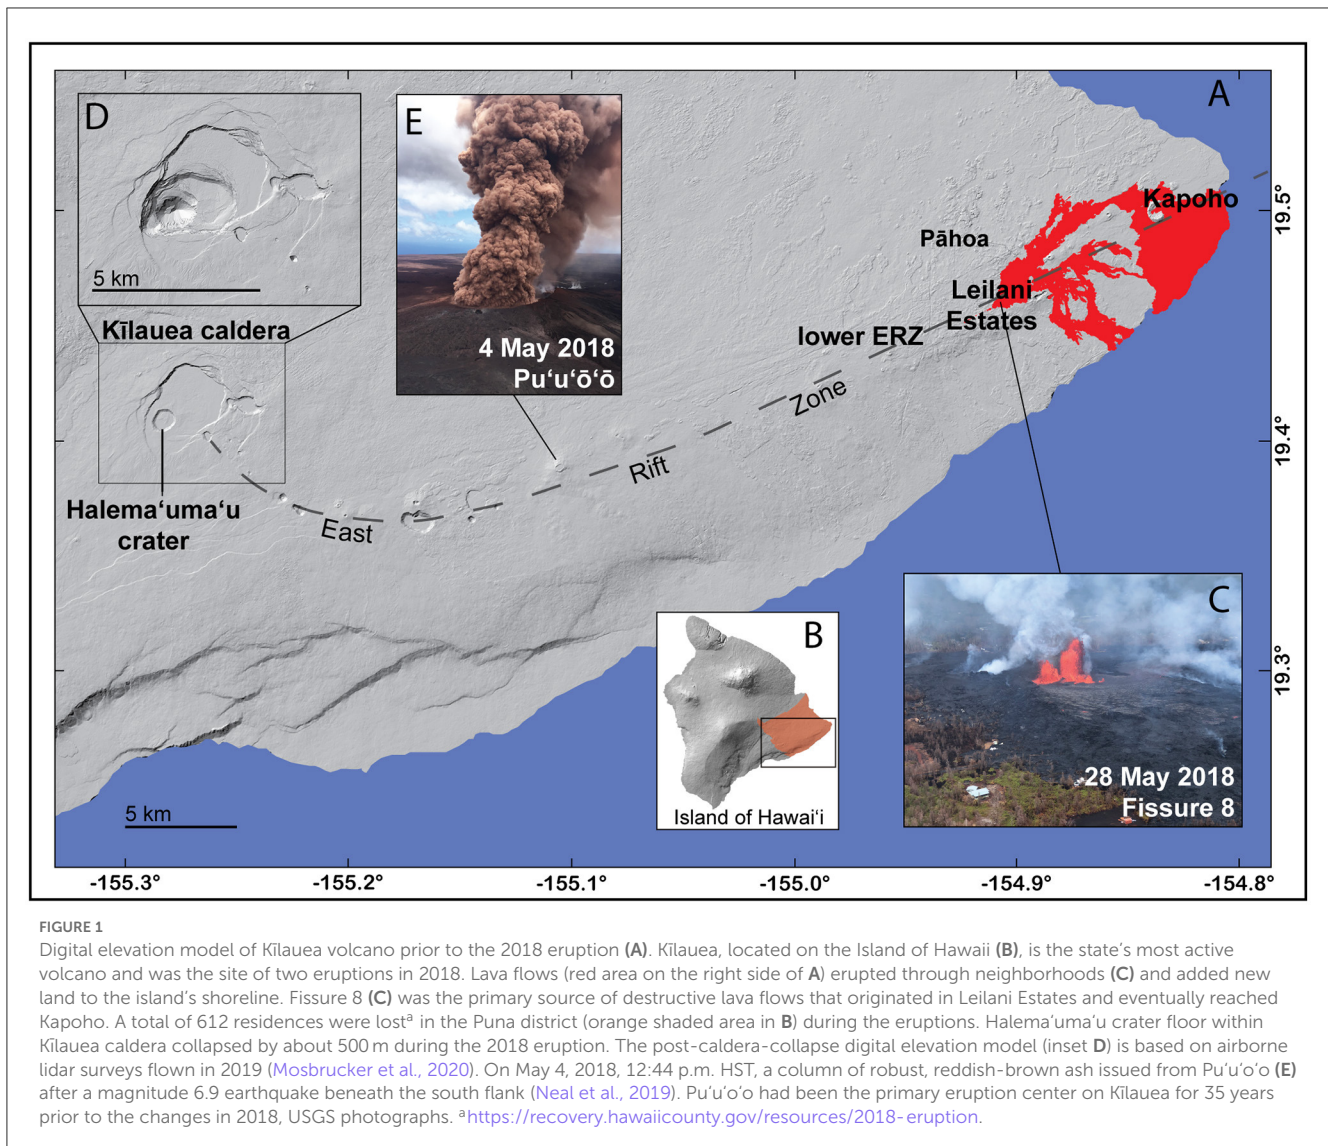 A
D
5 km
Kīlauea caldera
Halemaʻumaʻu
crater
E
4 May 2018
Puʻuʻōʻō
Kapoho
Pāhoa
Leilani
Estates
lower ERZ
Zone
Rift
East
19.5°
19.4°
19.3°
B
Island of Hawaiʻi
C
28 May 2018
Fissure 8
5 km
-155.3°
-155.2°
-155.1°
-155.0°
-154.9°
-154.8°
FIGURE 1
Digital elevation model of Kīlauea volcano prior to the 2018 eruption (A). Kīlauea, located on the Island of Hawaii (B), is the state's most active
volcano and was the site of two eruptions in 2018. Lava flows (red area on the right side of A) erupted through neighborhoods (C) and added new
land to the island's shoreline. Fissure 8 (C) was the primary source of destructive lava flows that originated in Leilani Estates and eventually reached
Kapoho. A total of 612 residences were lostᵃ in the Puna district (orange shaded area in B) during the eruptions. Halemaʻumaʻu crater floor within
Kīlauea caldera collapsed by about 500 m during the 2018 eruption. The post-caldera-collapse digital elevation model (inset D) is based on airborne
lidar surveys flown in 2019 (Mosbrucker et al., 2020). On May 4, 2018, 12:44 p.m. HST, a column of robust, reddish-brown ash issued from Puʻuʻoʻo (E)
after a magnitude 6.9 earthquake beneath the south flank (Neal et al., 2019). Puʻuʻoʻo had been the primary eruption center on Kīlauea for 35 years
prior to the changes in 2018, USGS photographs. ᵃhttps://recovery.hawaiicounty.gov/resources/2018-eruption.